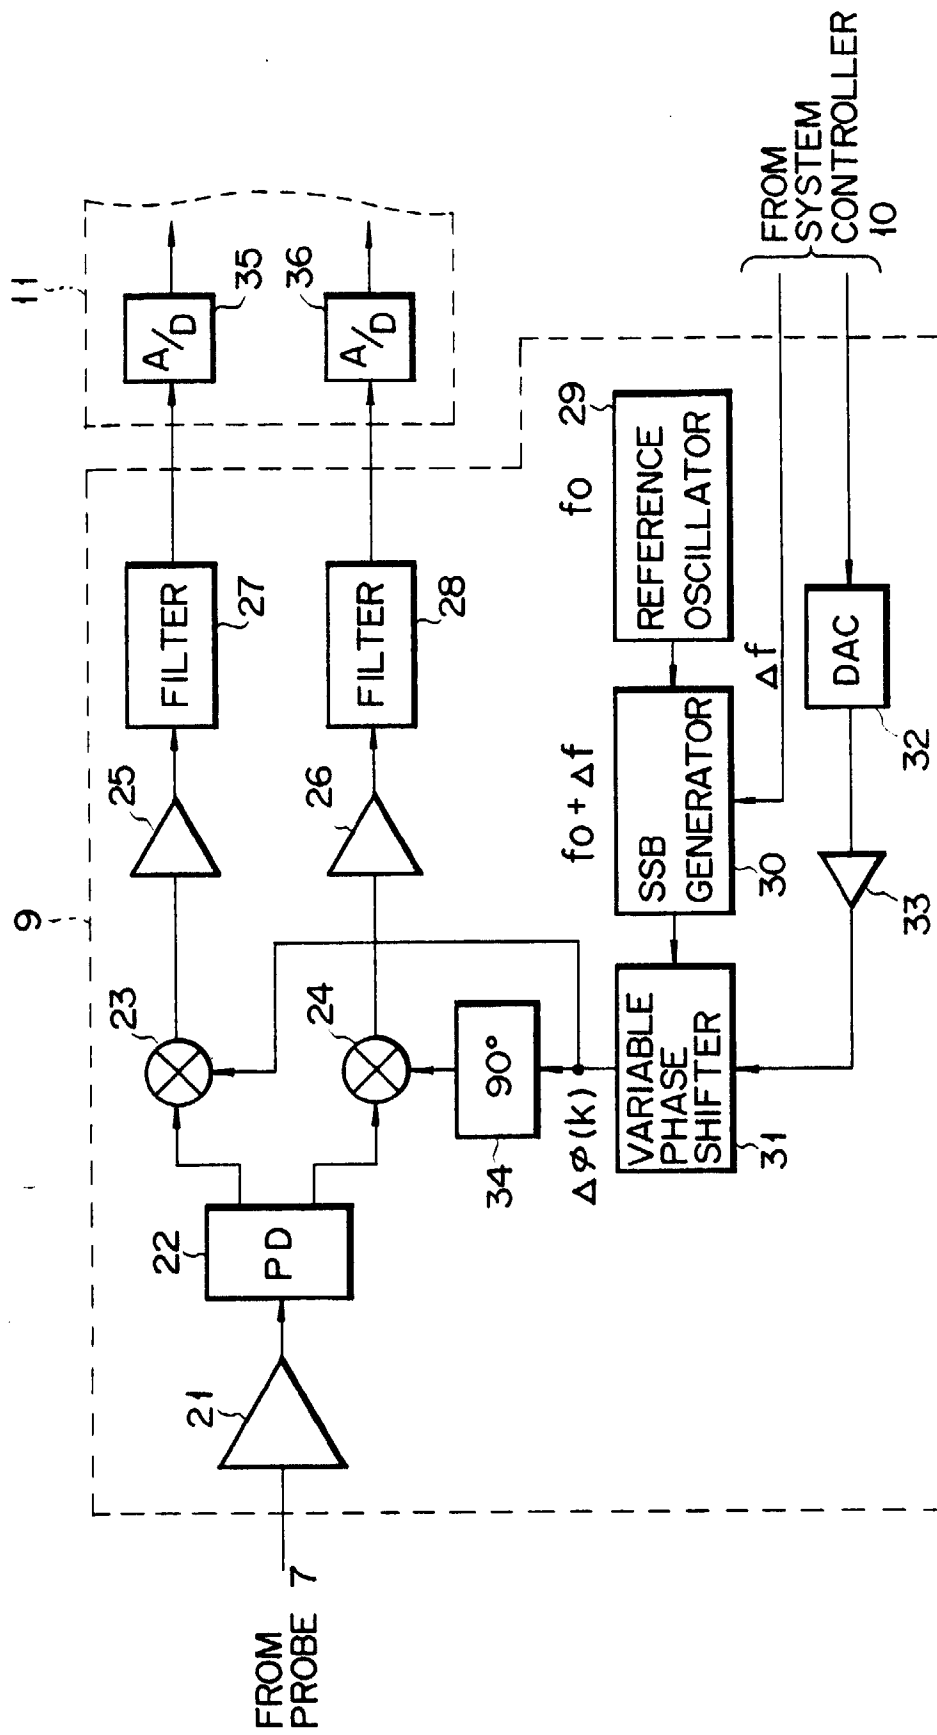 9
11
FROM
PROBE 7
21
22
PD
23
24
25
26
FILTER
27
FILTER
28
A/D
35
36
A/D
34
90°
Δφ(k)
VARIABLE
PHASE
SHIFTER
31
fo + Δf
SSB
GENERATOR
30
fo
29
REFERENCE
OSCILLATOR
Δf
33
DAC
32
FROM
SYSTEM
CONTROLLER
10